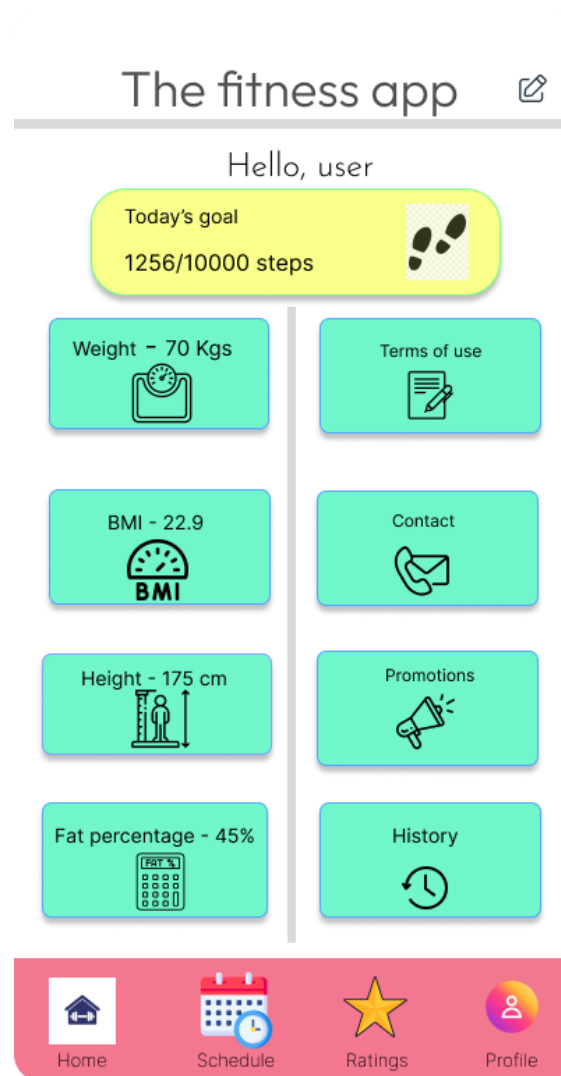 The fitness app
Hello, user
Today's goal
1256/10000 steps
Weight - 70 Kgs
Terms of use
BMI - 22.9
BMI
Contact
Height - 175 cm
Promotions
Fat percentage - 45%
FAT %
History
Home
Schedule
Ratings
Profile